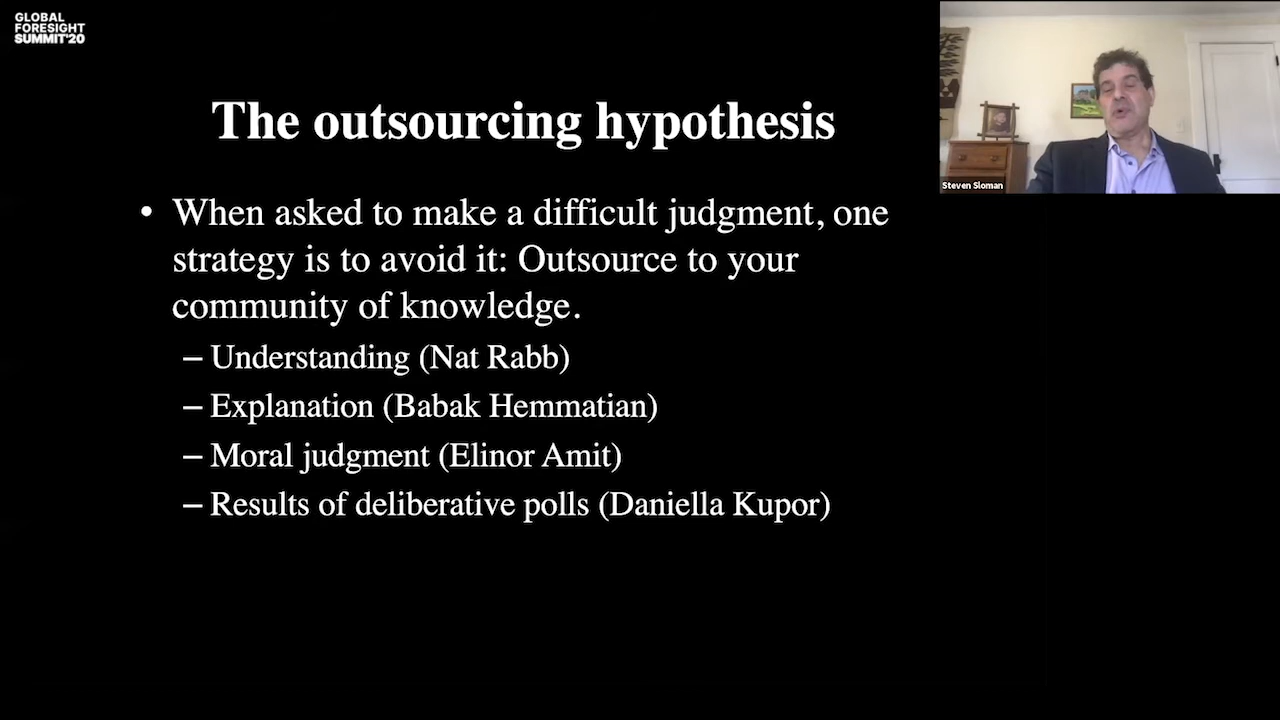 GLOBAL
FORESIGHT
SUMMIT'20
Steven Sloman
The outsourcing hypothesis
• When asked to make a difficult judgment, one
strategy is to avoid it: Outsource to your
community of knowledge.
– Understanding (Nat Rabb)
– Explanation (Babak Hemmatian)
– Moral judgment (Elinor Amit)
– Results of deliberative polls (Daniella Kupor)